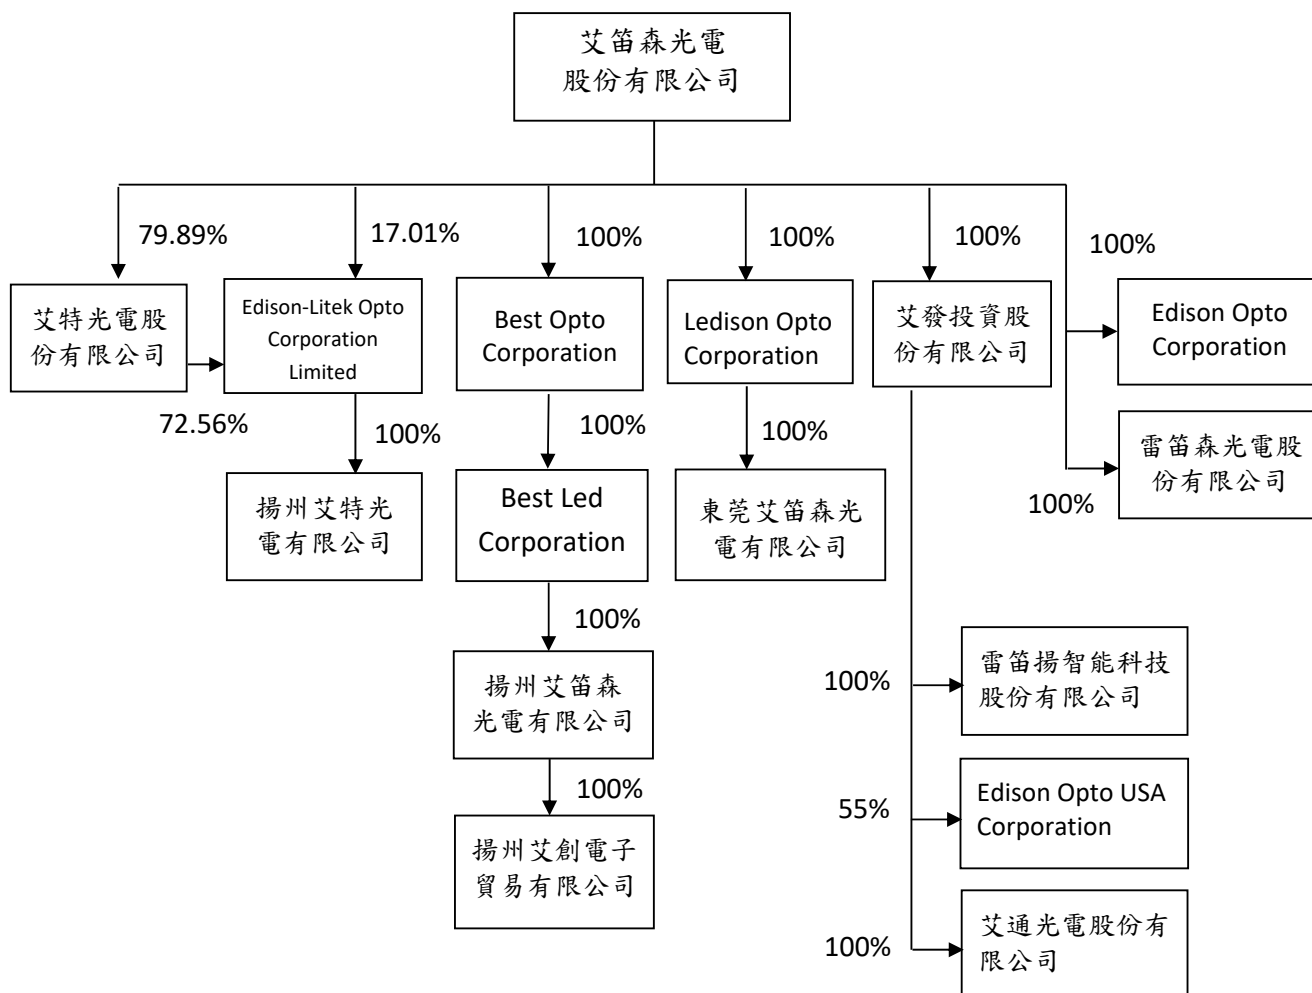 艾笛森光電
股份有限公司
79.89%
17.01%
100%
100%
100%
100%
艾特光電股
份有限公司
Edison-Litek Opto
Corporation
Limited
Best Opto
Corporation
Ledison Opto
Corporation
艾發投資股
份有限公司
Edison Opto
Corporation
72.56%
100%
100%
100%
雷笛森光電股
份有限公司
100%
揚州艾特光
電有限公司
Best Led
Corporation
東莞艾笛森光
電有限公司
100%
揚州艾笛森
光電有限公司
100%
雷笛揚智能科技
股份有限公司
100%
55%
Edison Opto USA
Corporation
揚州艾創電子
貿易有限公司
100%
艾通光電股份有
限公司